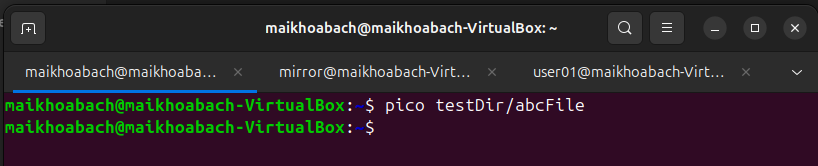 maikhoabach@maikhoabach-VirtualBox: ~
maikhoabach@maikhoaba… × mirror@maikhoabach-Virt… × user01@maikhoabach-Virt… ×
maikhoabach@maikhoabach-VirtualBox:~$ pico testDir/abcFile
maikhoabach@maikhoabach-VirtualBox:~$